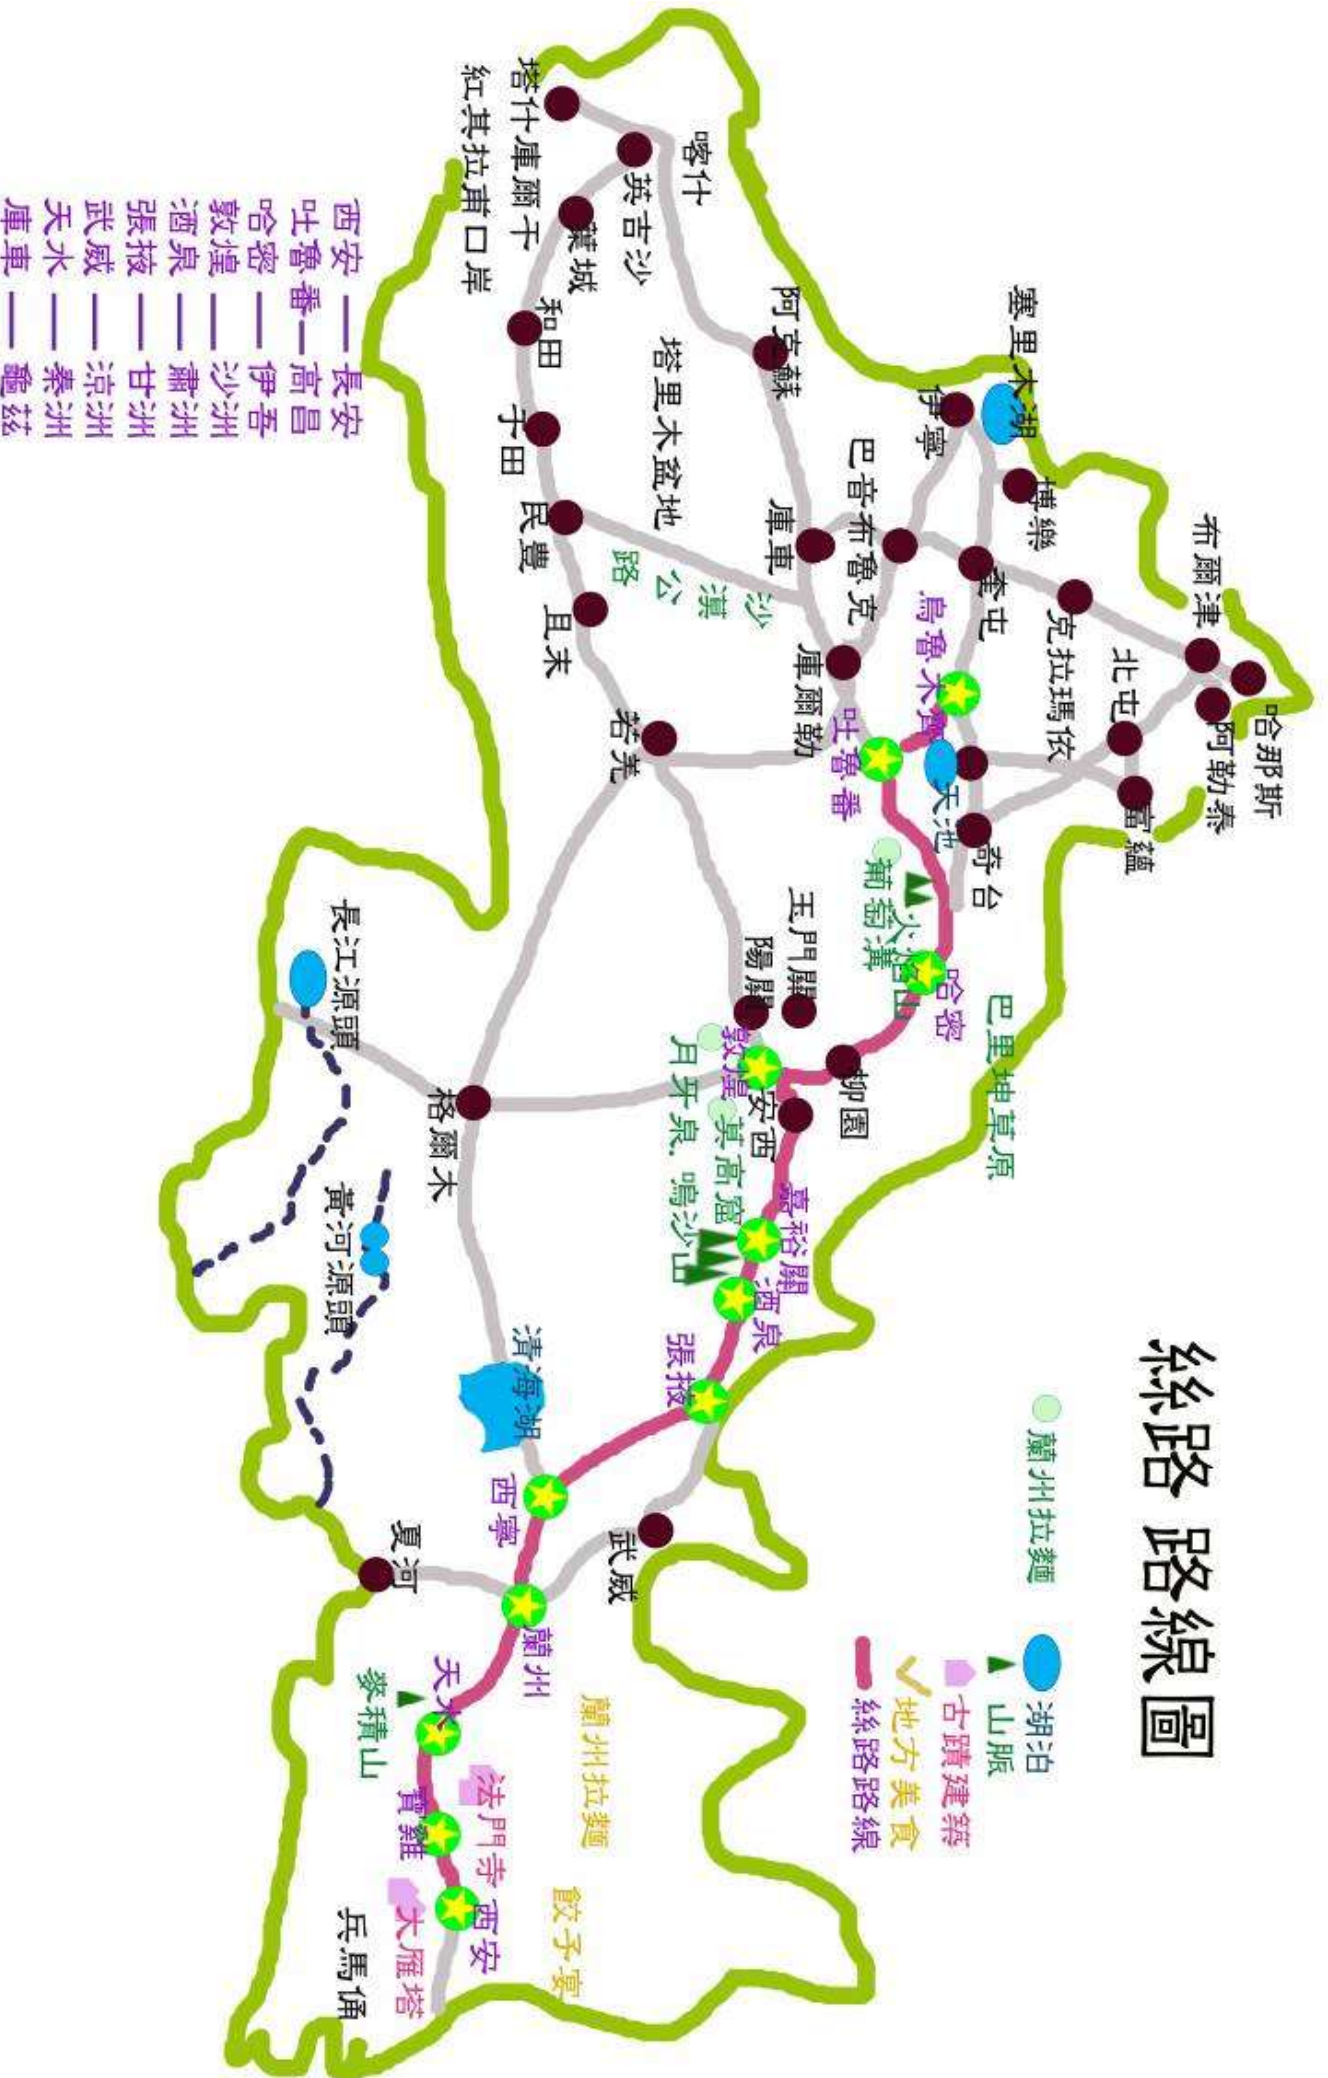 絲路 路線圖
蘭州拉麵
湖泊
山脈
古蹟建築
地方美食
絲路路線
哈那斯
布爾津
阿勒泰
北屯
富蘊
克拉瑪依
塞里木湖
博樂
奎屯
伊寧
烏魯木齊
天池
奇台
巴里坤草原
巴音布魯克
吐魯番
葡萄溝
火焰山
哈密
喀什
阿克蘇
庫車
庫爾勒
玉門關
陽關
柳園
塔里木盆地
沙漠公路
敦煌
安西
莫高窟
月牙泉.鳴沙山
嘉裕關
酒泉
張掖
塔什庫爾干
紅其拉甫口岸
英吉沙
葉城
和田
于田
民豐
且末
若羌
格爾木
清海湖
西寧
武威
蘭州
蘭州拉麵
餃子宴
長江源頭
黃河源頭
夏河
天水
麥積山
法門寺
寶雞
西安
大雁塔
兵馬俑
西安——長安
吐魯番—高昌
哈密——伊吾
敦煌——沙洲
酒泉——肅洲
張掖——甘洲
武威——涼洲
天水——秦洲
庫車——龜茲